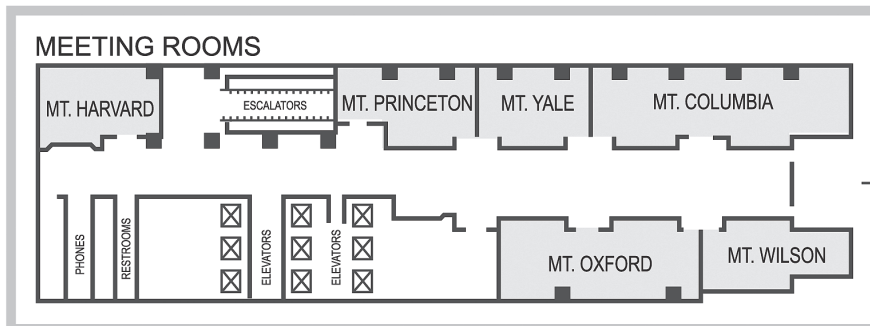 MEETING ROOMS
MT. HARVARD
ESCALATORS
MT. PRINCETON
MT. YALE
MT. COLUMBIA
PHONES
RESTROOMS
ELEVATORS
ELEVATORS
MT. OXFORD
MT. WILSON